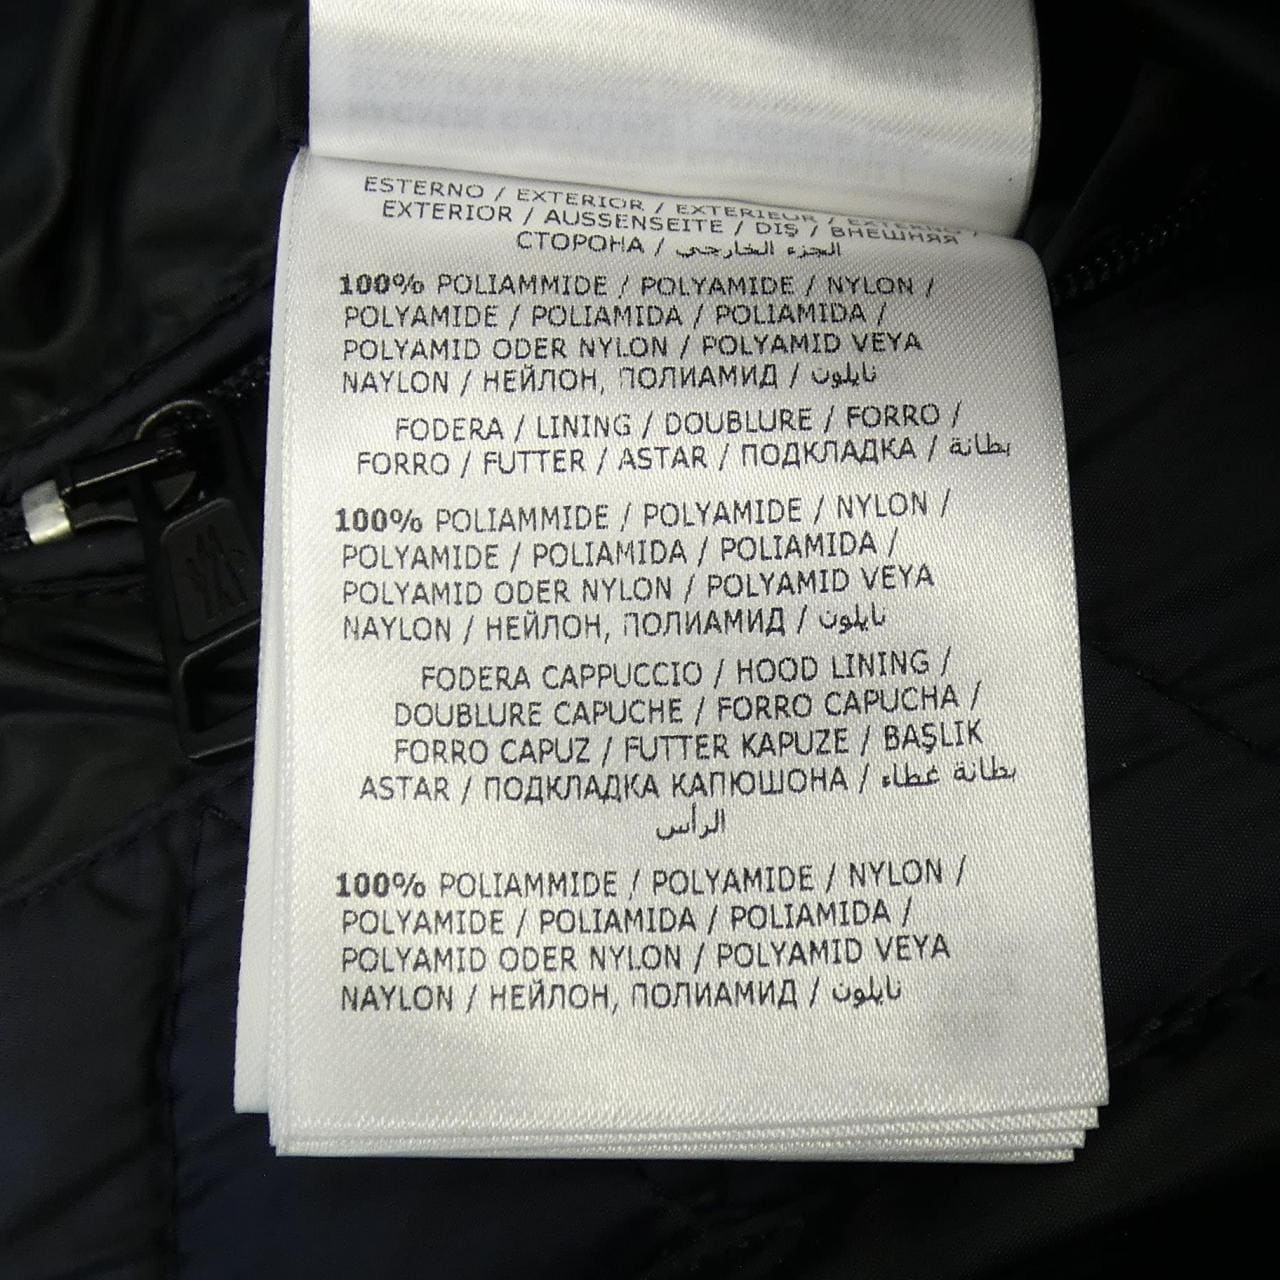 ESTERNO / EXTERIOR / EXTERIEUR / EXTERNO /
EXTERIOR / AUSSENSEITE / DIŞ / ВНЕШНЯЯ
СТОРОНА / الجزء الخارجي
100% POLIAMMIDE / POLYAMIDE / NYLON /
POLYAMIDE / POLIAMIDA / POLIAMIDA /
POLYAMID ODER NYLON / POLYAMID VEYA
NAYLON / НЕЙЛОН, ПОЛИАМИД / نايلون
FODERA / LINING / DOUBLURE / FORRO /
FORRO / FUTTER / ASTAR / ПОДКЛАДКА / بطانة
100% POLIAMMIDE / POLYAMIDE / NYLON /
POLYAMIDE / POLIAMIDA / POLIAMIDA /
POLYAMID ODER NYLON / POLYAMID VEYA
NAYLON / НЕЙЛОН, ПОЛИАМИД / نايلون
FODERA CAPPUCCIO / HOOD LINING /
DOUBLURE CAPUCHE / FORRO CAPUCHA /
FORRO CAPUZ / FUTTER KAPUZE / BAŞLIK
ASTAR / ПОДКЛАДКА КАПЮШОНА / بطانة غطاء
الرأس
100% POLIAMMIDE / POLYAMIDE / NYLON /
POLYAMIDE / POLIAMIDA / POLIAMIDA /
POLYAMID ODER NYLON / POLYAMID VEYA
NAYLON / НЕЙЛОН, ПОЛИАМИД / نايلون